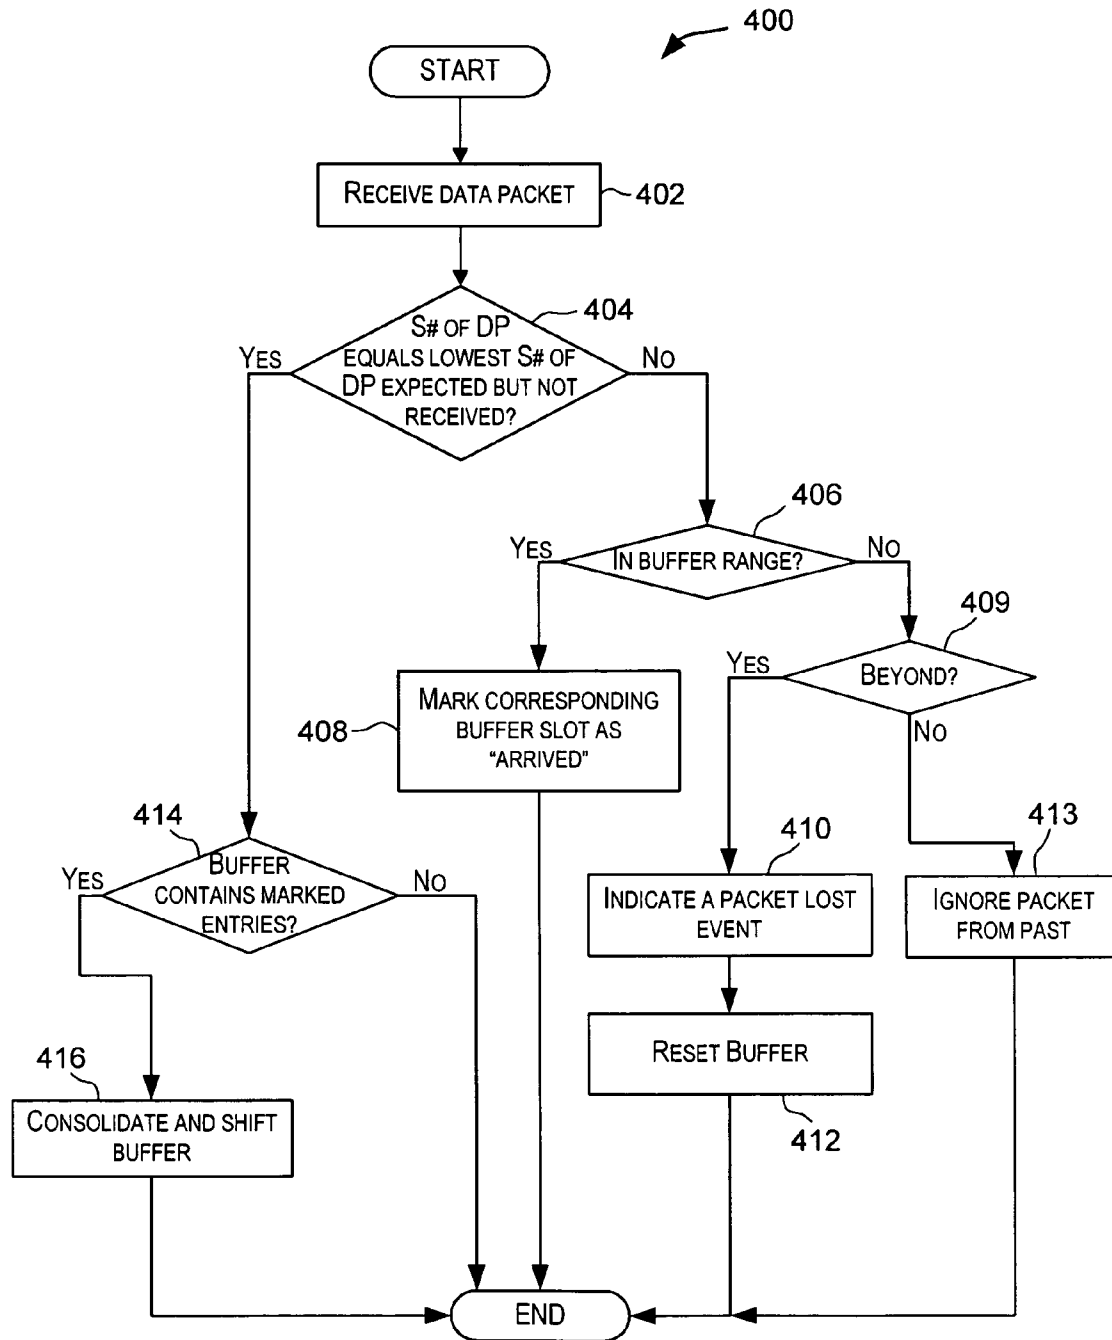 400
START
RECEIVE DATA PACKET
402
404
S# OF DP
EQUALS LOWEST S# OF
DP EXPECTED BUT NOT
RECEIVED?
YES
NO
406
IN BUFFER RANGE?
YES
NO
409
BEYOND?
YES
NO
MARK CORRESPONDING
BUFFER SLOT AS
“ARRIVED”
408
414
BUFFER
CONTAINS MARKED
ENTRIES?
YES
NO
410
INDICATE A PACKET LOST
EVENT
413
IGNORE PACKET
FROM PAST
RESET BUFFER
412
416
CONSOLIDATE AND SHIFT
BUFFER
END